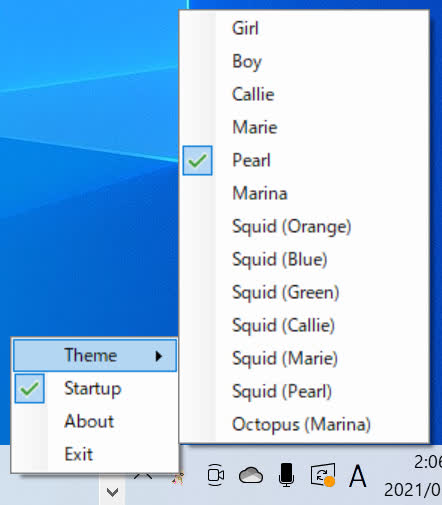 Girl
Boy
Callie
Marie
Pearl
Marina
Squid (Orange)
Squid (Blue)
Squid (Green)
Squid (Callie)
Squid (Marie)
Squid (Pearl)
Octopus (Marina)
Theme
Startup
About
Exit
A
2:06
2021/0